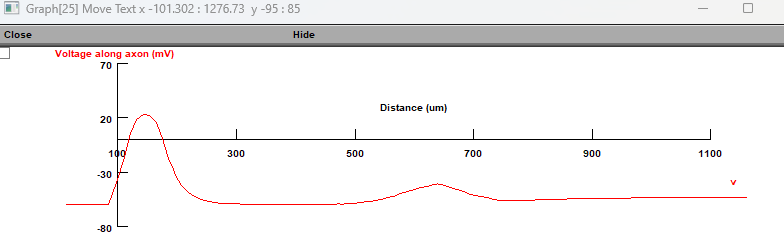 Graph[25] Move Text x -101.302 : 1276.73  y -95 : 85
Close Hide
Voltage along axon (mV)
70
Distance (um)
20
100 300 500 700 900 1100
-30
v
-80